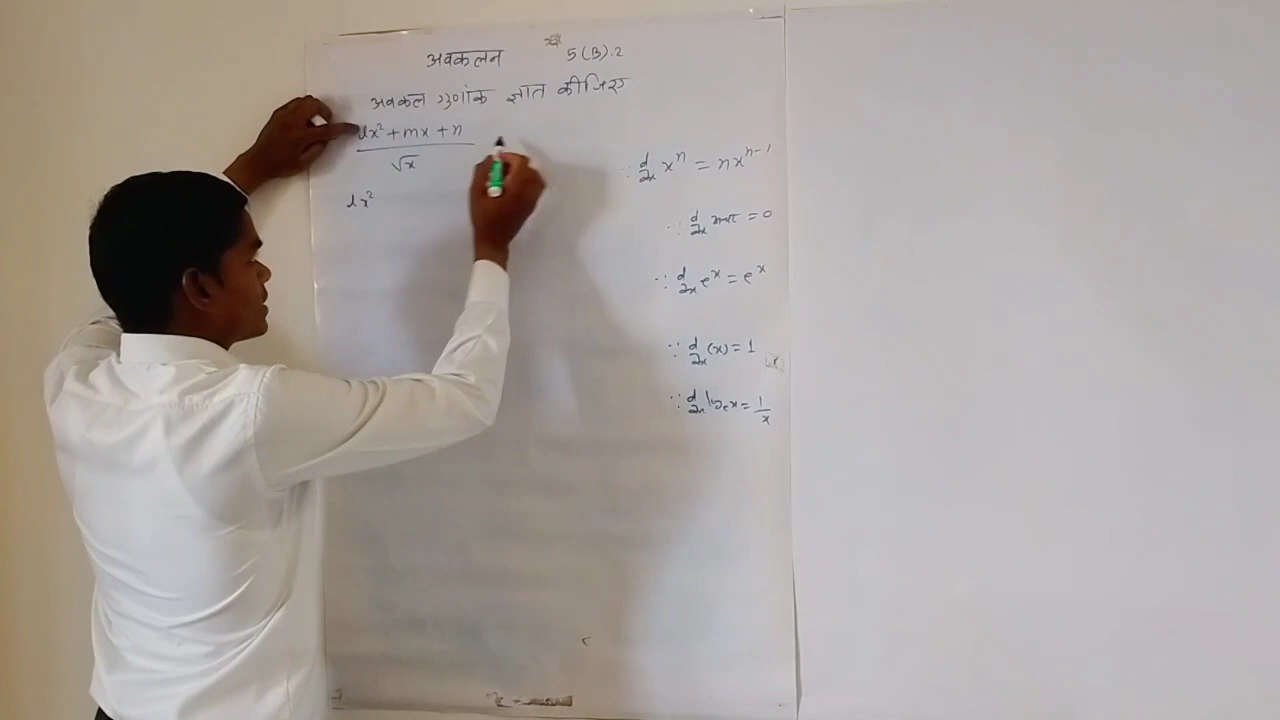 अवकलन 5(B).2
अवकल गुणांक ज्ञात कीजिए
lx² + mx + n
√x
lx²
∵ d/dx xⁿ = nxⁿ⁻¹
∵ d/dx अचर = 0
∵ d/dx eˣ = eˣ
∵ d/dx (x) = 1
∵ d/dx logₑx = 1/x